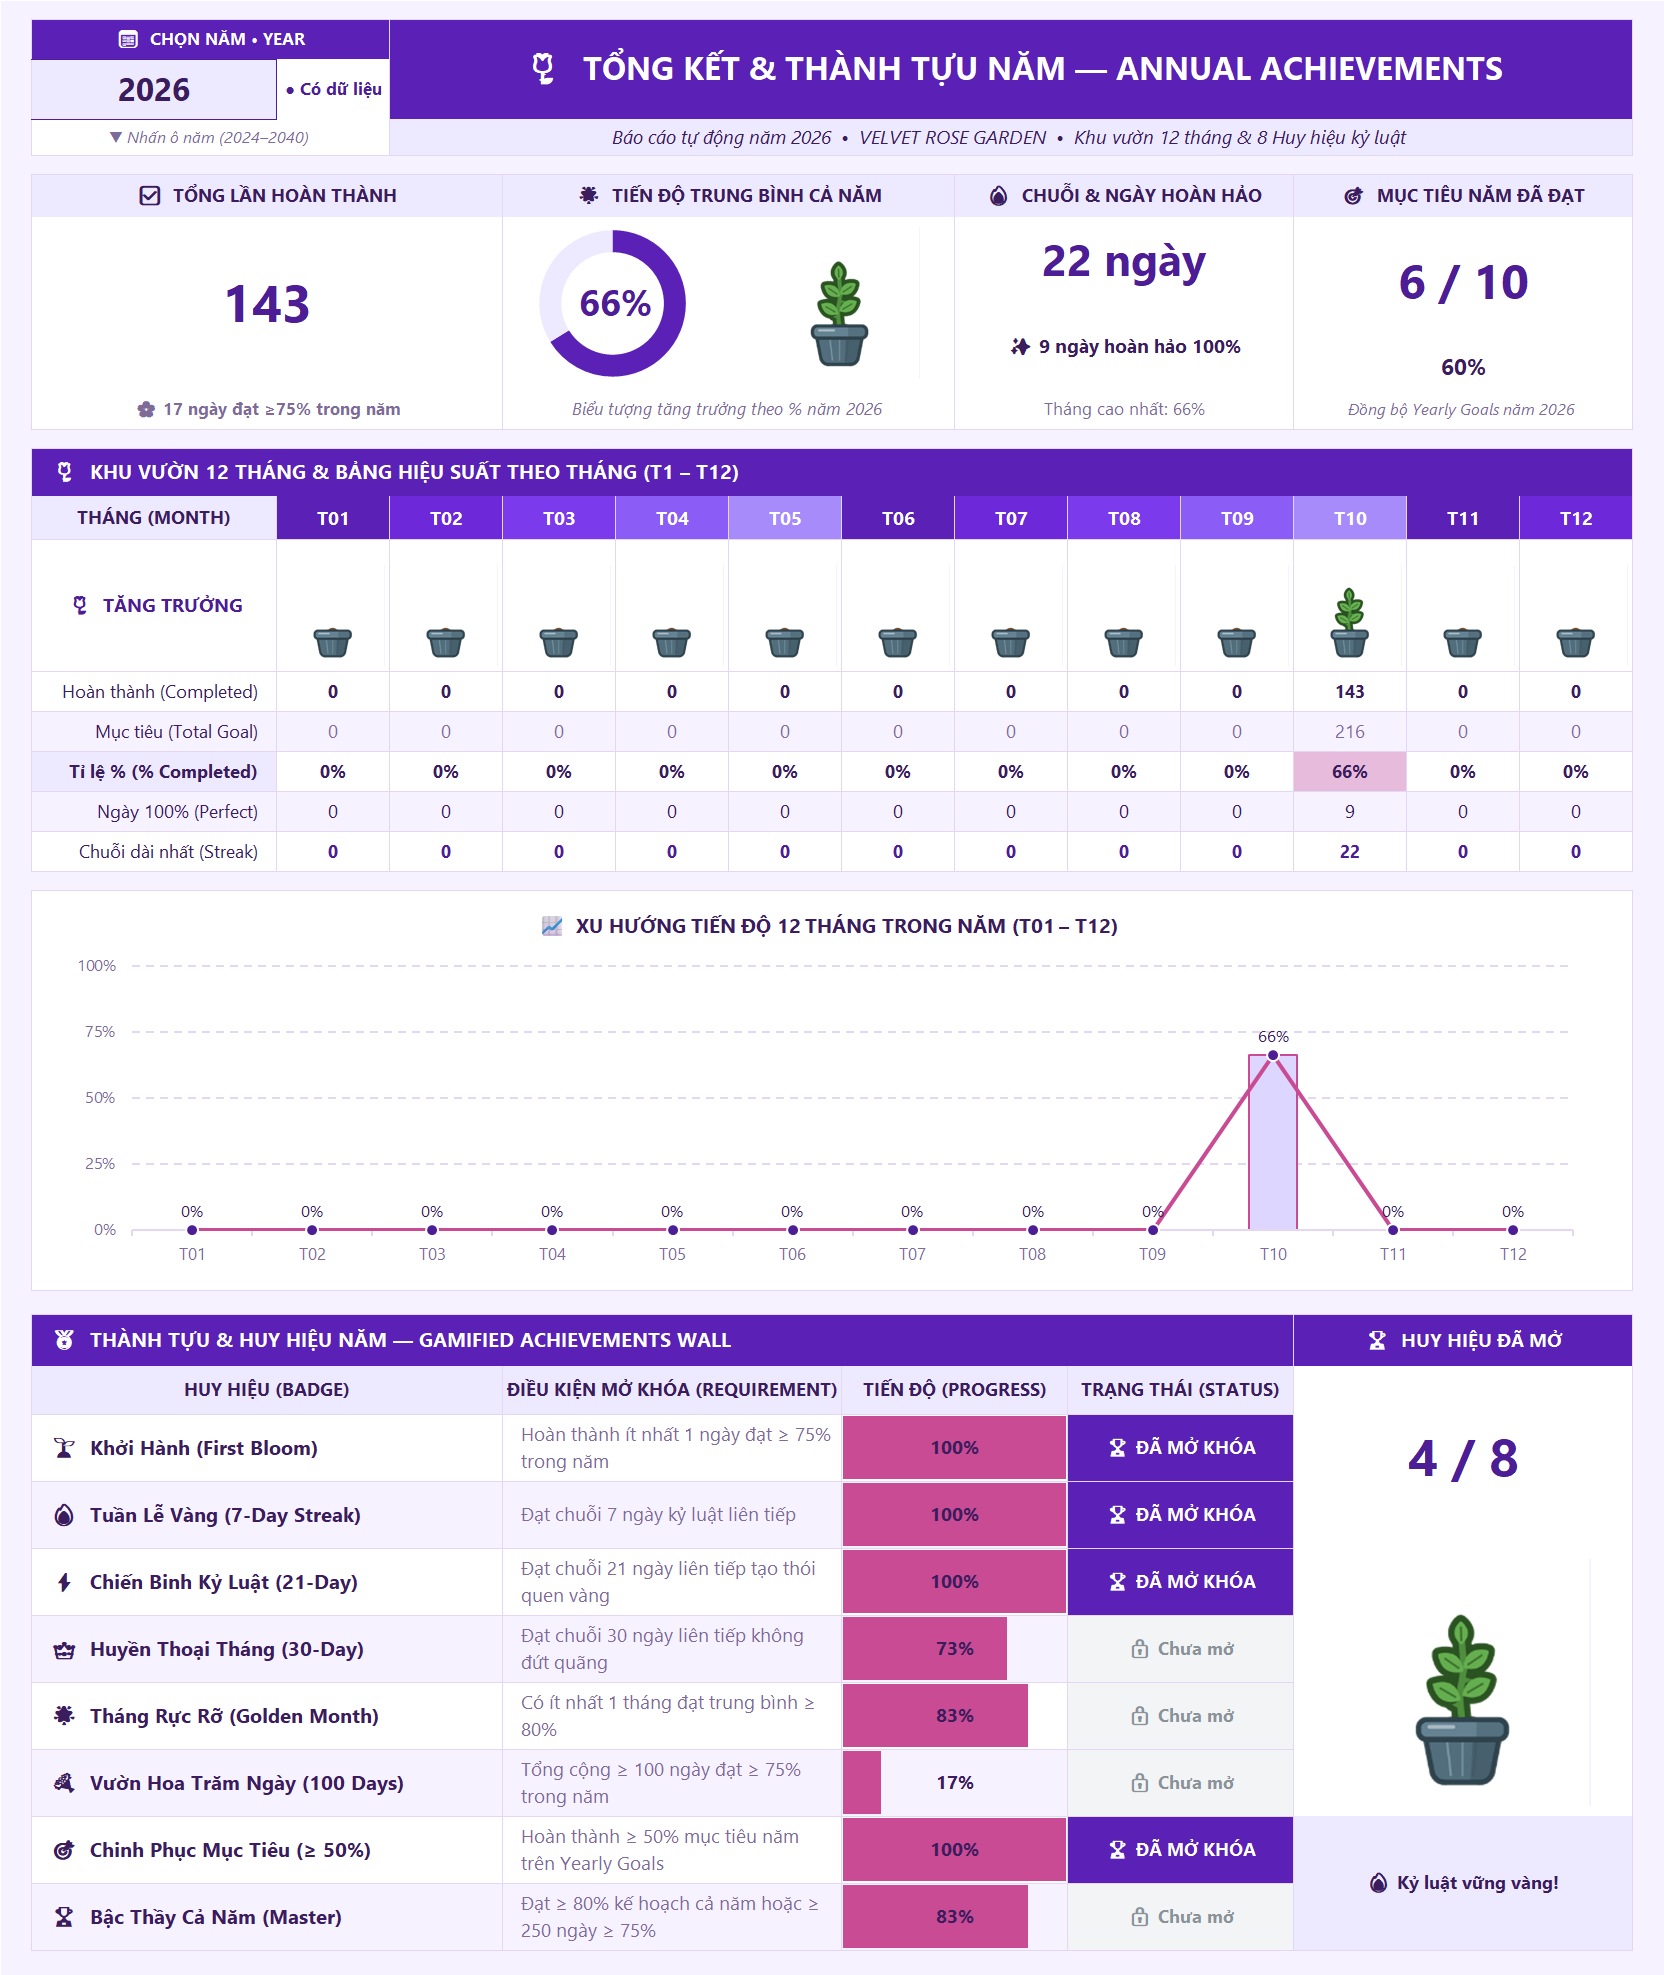 CHỌN NĂM • YEAR
2026
• Có dữ liệu
▼ Nhấn ô năm (2024–2040)
TỔNG KẾT & THÀNH TỰU NĂM — ANNUAL ACHIEVEMENTS
Báo cáo tự động năm 2026 • VELVET ROSE GARDEN • Khu vườn 12 tháng & 8 Huy hiệu kỷ luật
TỔNG LẦN HOÀN THÀNH
143
17 ngày đạt ≥75% trong năm
TIẾN ĐỘ TRUNG BÌNH CẢ NĂM
66%
Biểu tượng tăng trưởng theo % năm 2026
CHUỖI & NGÀY HOÀN HẢO
22 ngày
9 ngày hoàn hảo 100%
Tháng cao nhất: 66%
MỤC TIÊU NĂM ĐÃ ĐẠT
6 / 10
60%
Đồng bộ Yearly Goals năm 2026
KHU VƯỜN 12 THÁNG & BẢNG HIỆU SUẤT THEO THÁNG (T1 – T12)
THÁNG (MONTH) T01 T02 T03 T04 T05 T06 T07 T08 T09 T10 T11 T12
TĂNG TRƯỞNG
Hoàn thành (Completed) 0 0 0 0 0 0 0 0 0 143 0 0
Mục tiêu (Total Goal) 0 0 0 0 0 0 0 0 0 216 0 0
Tỉ lệ % (% Completed) 0% 0% 0% 0% 0% 0% 0% 0% 0% 66% 0% 0%
Ngày 100% (Perfect) 0 0 0 0 0 0 0 0 0 9 0 0
Chuỗi dài nhất (Streak) 0 0 0 0 0 0 0 0 0 22 0 0
XU HƯỚNG TIẾN ĐỘ 12 THÁNG TRONG NĂM (T01 – T12)
100%
75%
66%
50%
25%
0% 0% 0% 0% 0% 0% 0% 0% 0% 0% 0%
0%
T01 T02 T03 T04 T05 T06 T07 T08 T09 T10 T11 T12
THÀNH TỰU & HUY HIỆU NĂM — GAMIFIED ACHIEVEMENTS WALL
HUY HIỆU (BADGE) ĐIỀU KIỆN MỞ KHÓA (REQUIREMENT) TIẾN ĐỘ (PROGRESS) TRẠNG THÁI (STATUS)
Khởi Hành (First Bloom)
Hoàn thành ít nhất 1 ngày đạt ≥ 75%
trong năm
100%
ĐÃ MỞ KHÓA
Tuần Lễ Vàng (7-Day Streak)
Đạt chuỗi 7 ngày kỷ luật liên tiếp
100%
ĐÃ MỞ KHÓA
Chiến Binh Kỷ Luật (21-Day)
Đạt chuỗi 21 ngày liên tiếp tạo thói
quen vàng
100%
ĐÃ MỞ KHÓA
Huyền Thoại Tháng (30-Day)
Đạt chuỗi 30 ngày liên tiếp không
đứt quãng
73%
Chưa mở
Tháng Rực Rỡ (Golden Month)
Có ít nhất 1 tháng đạt trung bình ≥
80%
83%
Chưa mở
Vườn Hoa Trăm Ngày (100 Days)
Tổng cộng ≥ 100 ngày đạt ≥ 75%
trong năm
17%
Chưa mở
Chinh Phục Mục Tiêu (≥ 50%)
Hoàn thành ≥ 50% mục tiêu năm
trên Yearly Goals
100%
ĐÃ MỞ KHÓA
Bậc Thầy Cả Năm (Master)
Đạt ≥ 80% kế hoạch cả năm hoặc ≥
250 ngày ≥ 75%
83%
Chưa mở
HUY HIỆU ĐÃ MỞ
4 / 8
Kỷ luật vững vàng!